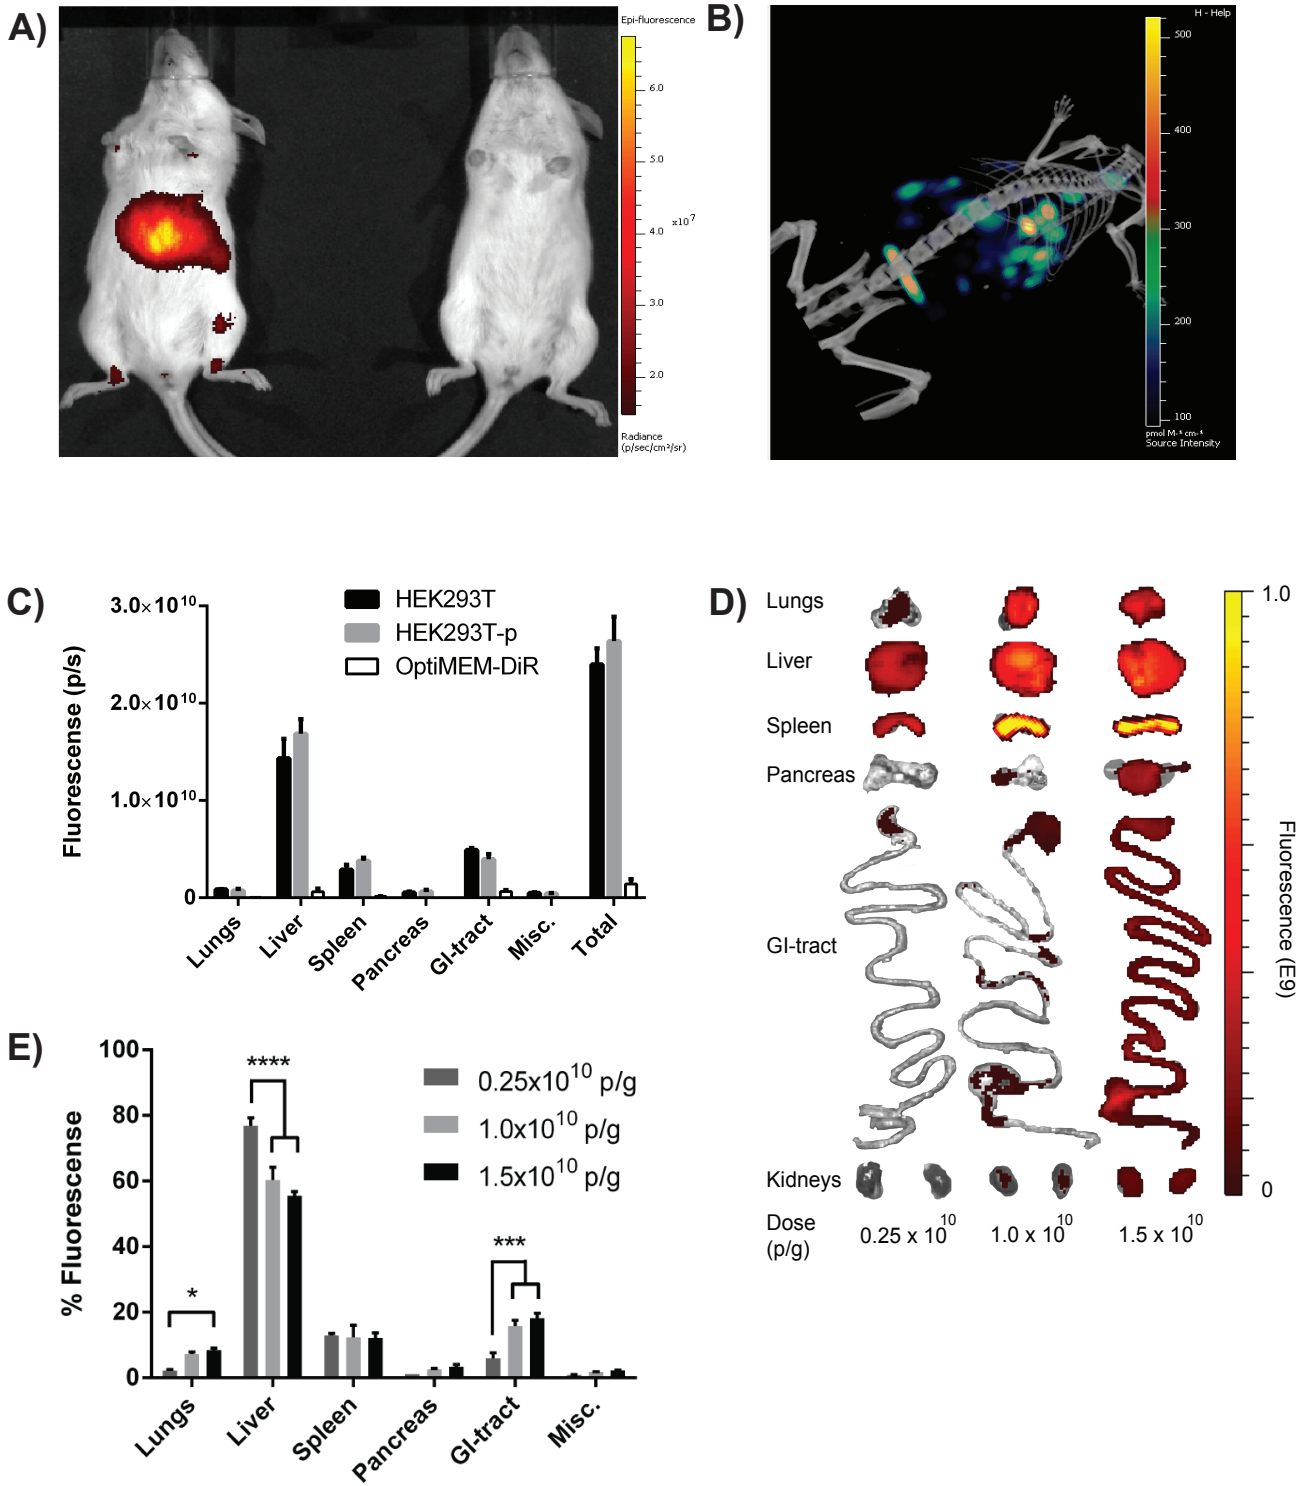 A)
Epi-fluorescence
6.0
5.0
x10 7
4.0
3.0
2.0
Radiance
(p/sec/cm²/sr)
B)
H - Help
500
400
300
200
100
pmol M⁻¹ cm⁻¹
Source Intensity
C)
HEK293T
HEK293T-p
OptiMEM-DiR
Fluorescense (p/s)
3.0×10¹⁰
2.0×10¹⁰
1.0×10¹⁰
0
Lungs
Liver
Spleen
Pancreas
GI-tract
Misc.
Total
D)
Lungs
Liver
Spleen
Pancreas
GI-tract
Kidneys
Dose
(p/g)
0.25 x 10¹⁰
1.0 x 10¹⁰
1.5 x 10¹⁰
1.0
Fluorescence (E9)
0
E)
% Fluorescense
100
80
60
40
20
0
*
****
***
0.25x10¹⁰ p/g
1.0x10¹⁰ p/g
1.5x10¹⁰ p/g
Lungs
Liver
Spleen
Pancreas
GI-tract
Misc.